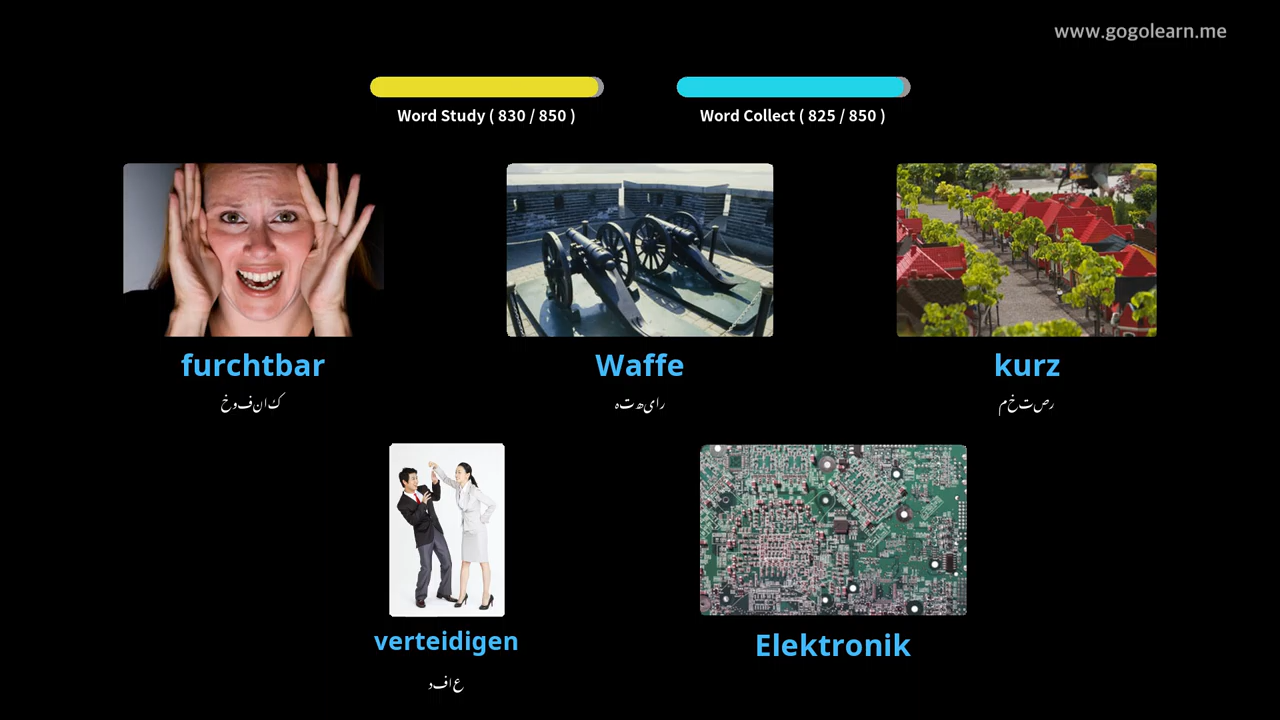 www.gogolearn.me
Word Study ( 830 / 850 )
Word Collect ( 825 / 850 )
furchtbar
Waffe
kurz
خوفناک
ہتھیار
مختصر
verteidigen
Elektronik
دفاع